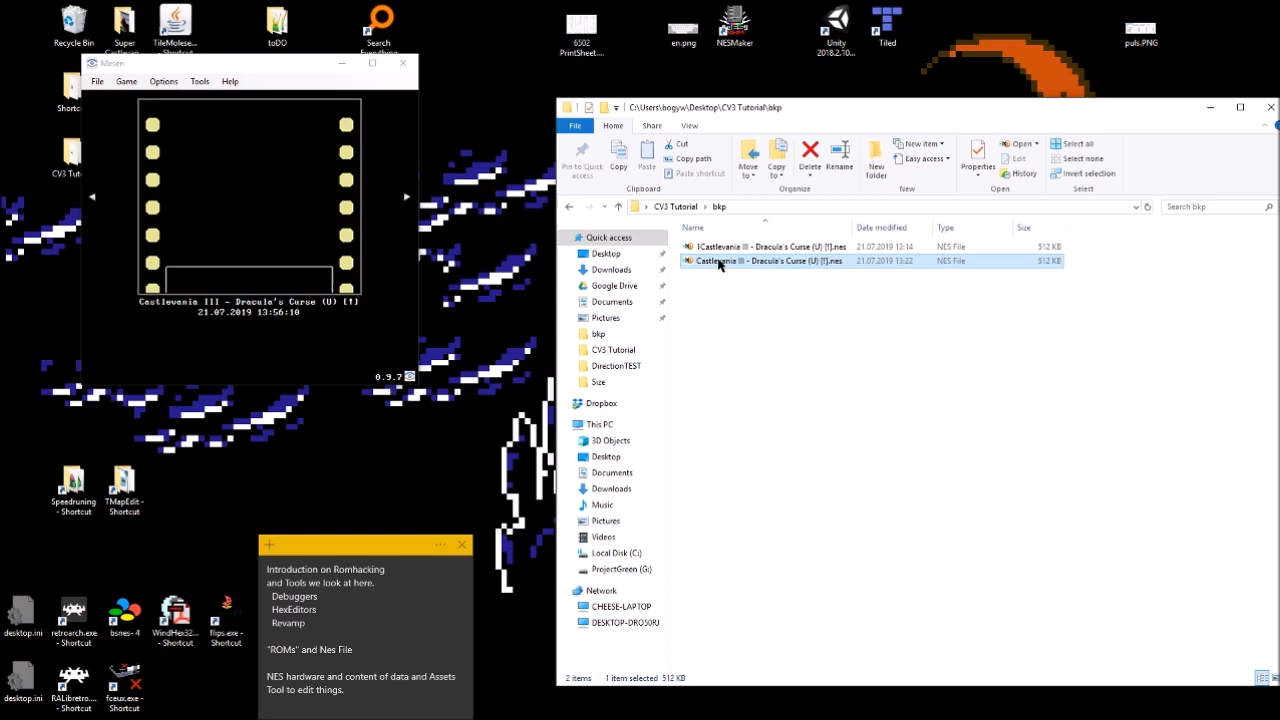 Recycle Bin
Super Castlevan...
TileMolese... - Shortcut
toDO
Search Everything
6502 PrintSheet...
en.png
NESMaker
Unity 2018.2.10...
Tiled
puls.PNG
Mesen
File Game Options Tools Help
Castlevania III - Dracula's Curse (U) [!]
21.07.2019 13:56:10
0.9.7
Speedruning - Shortcut
TMapEdit - Shortcut
desktop.ini
retroarch.exe - Shortcut
bsnes- 4
WindHex32... - Shortcut
flips.exe - Shortcut
desktop.ini
RALibretro....
- Shortcut
fceux.exe - Shortcut
Introduction on Romhacking
and Tools we look at here.
Debuggers
HexEditors
Revamp
"ROMs" and Nes File
NES hardware and content of data and Assets
Tool to edit things.
C:\Users\bogyw\Desktop\CV3 Tutorial\bkp
File Home Share View
Pin to Quick access
Copy
Paste
Cut
Copy path
Paste shortcut
Clipboard
Move to
Copy to
Delete
Rename
Organize
New folder
New item
Easy access
New
Properties
Open
Edit
History
Open
Select all
Select none
Invert selection
Select
CV3 Tutorial > bkp
Search bkp
Name Date modified Type Size
1Castlevania III - Dracula's Curse (U) [!].nes 21.07.2019 13:14 NES File 512 KB
Castlevania III - Dracula's Curse (U) [!].nes 21.07.2019 13:22 NES File 512 KB
Quick access
Desktop
Downloads
Google Drive
Documents
Pictures
bkp
CV3 Tutorial
DirectionTEST
Size
Dropbox
This PC
3D Objects
Desktop
Documents
Downloads
Music
Pictures
Videos
Local Disk (C:)
ProjectGreen (G:)
Network
CHEESE-LAPTOP
DESKTOP-DRO50RJ
2 items 1 item selected 512 KB